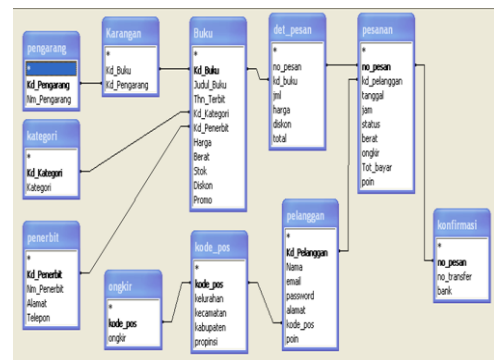 pengarang
*
Kd_Pengarang
Nm_Pengarang
Karangan
*
Kd_Buku
Kd_Pengarang
Buku
*
Kd_Buku
Judul_Buku
Thn_Terbit
Kd_Kategori
Kd_Penerbit
Harga
Berat
Stok
Diskon
Promo
det_pesan
*
no_pesan
kd_buku
jml
harga
diskon
total
pesanan
*
no_pesan
kd_pelanggan
tanggal
jam
status
berat
ongkir
Tot_bayar
poin
kategori
*
Kd_Kategori
Kategori
penerbit
*
Kd_Penerbit
Nm_Penerbit
Alamat
Telepon
ongkir
*
kode_pos
ongkir
kode_pos
*
kode_pos
kelurahan
kecamatan
kabupaten
propinsi
pelanggan
*
Kd_Pelanggan
Nama
email
password
alamat
kode_pos
poin
konfirmasi
*
no_pesan
no_transfer
bank